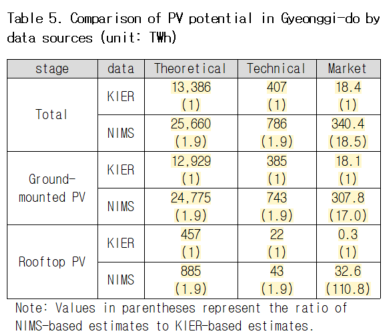 Table 5. Comparison of PV potential in Gyeonggi-do by
data sources (unit: TWh)
stage data Theoretical Technical Market
Total KIER 13,386 (1) 407 (1) 18.4 (1)
NIMS 25,660 (1.9) 786 (1.9) 340.4 (18.5)
Ground-mounted PV KIER 12,929 (1) 385 (1) 18.1 (1)
NIMS 24,775 (1.9) 743 (1.9) 307.8 (17.0)
Rooftop PV KIER 457 (1) 22 (1) 0.3 (1)
NIMS 885 (1.9) 43 (1.9) 32.6 (110.8)
Note: Values in parentheses represent the ratio of
NIMS-based estimates to KIER-based estimates.